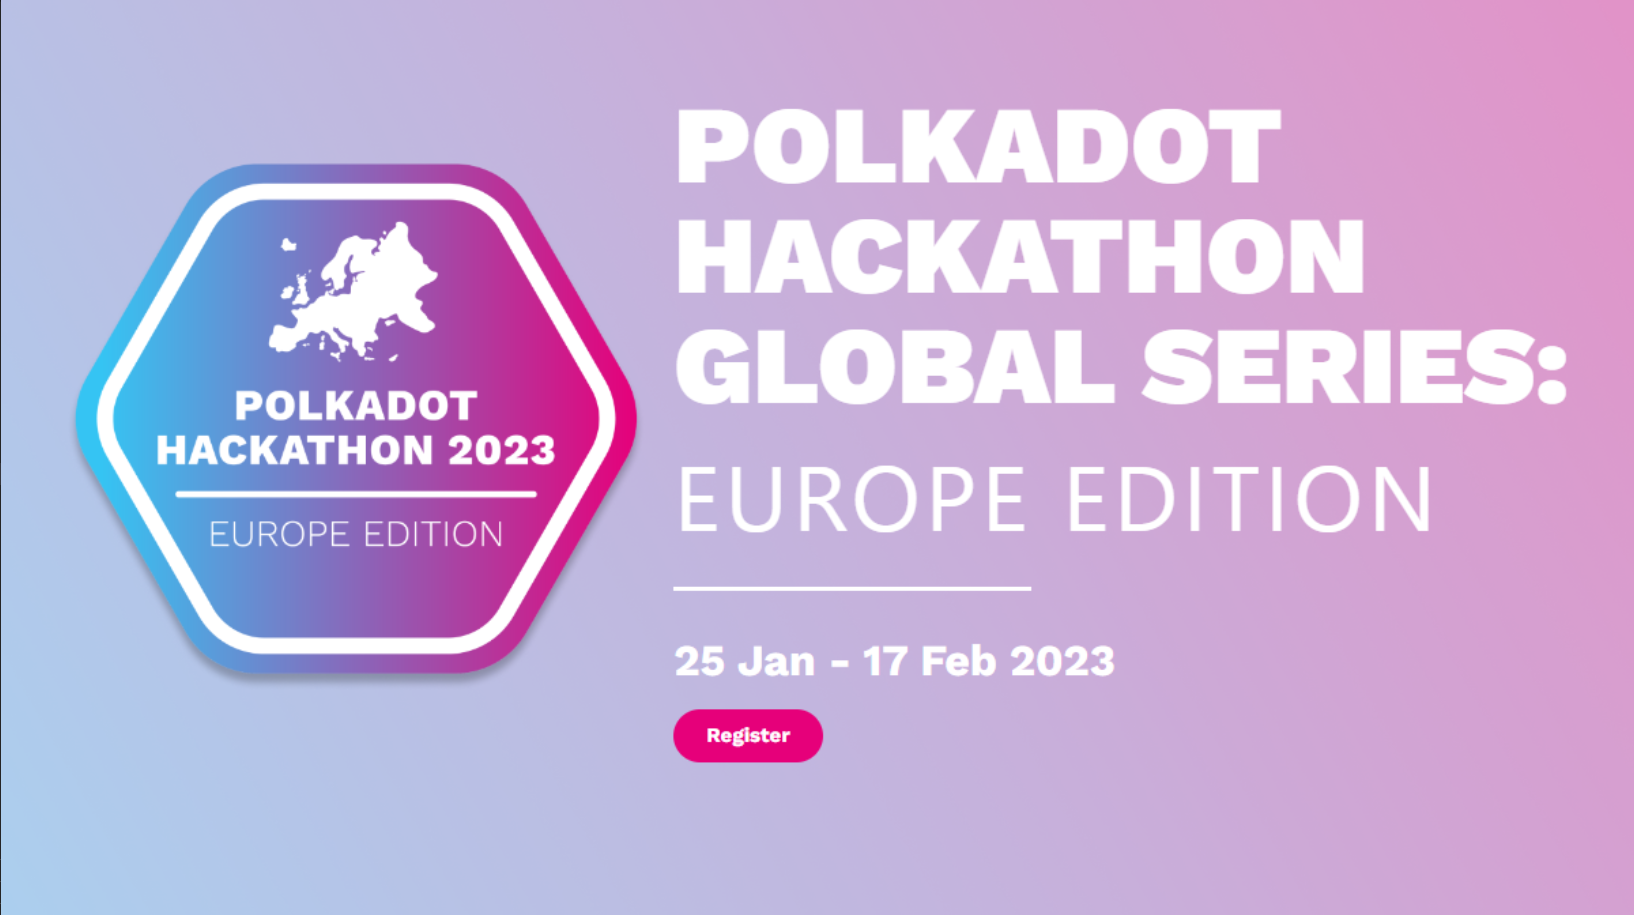 POLKADOT
HACKATHON 2023
EUROPE EDITION
POLKADOT
HACKATHON
GLOBAL SERIES:
EUROPE EDITION
25 Jan - 17 Feb 2023
Register